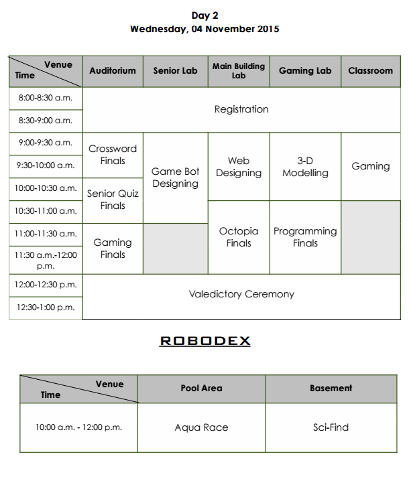 Day 2
Wednesday, 04 November 2015
Venue
Time
Auditorium
Senior Lab
Main Building
Lab
Gaming Lab
Classroom
8:00-8:30 a.m.
Registration
8:30-9:00 a.m.
9:00-9:30 a.m.
Crossword
Finals
Game Bot
Designing
Web
Designing
3-D
Modelling
Gaming
9:30-10:00 a.m.
10:00-10:30 a.m.
Senior Quiz
Finals
10:30-11:00 a.m.
Octopia
Finals
Programming
Finals
11:00-11:30 a.m.
Gaming
Finals
11:30 a.m.-12:00
p.m.
12:00-12:30 p.m.
Valedictory Ceremony
12:30-1:00 p.m.
ROBODEX
Venue
Time
Pool Area
Basement
10:00 a.m. - 12:00 p.m.
Aqua Race
Sci-Find